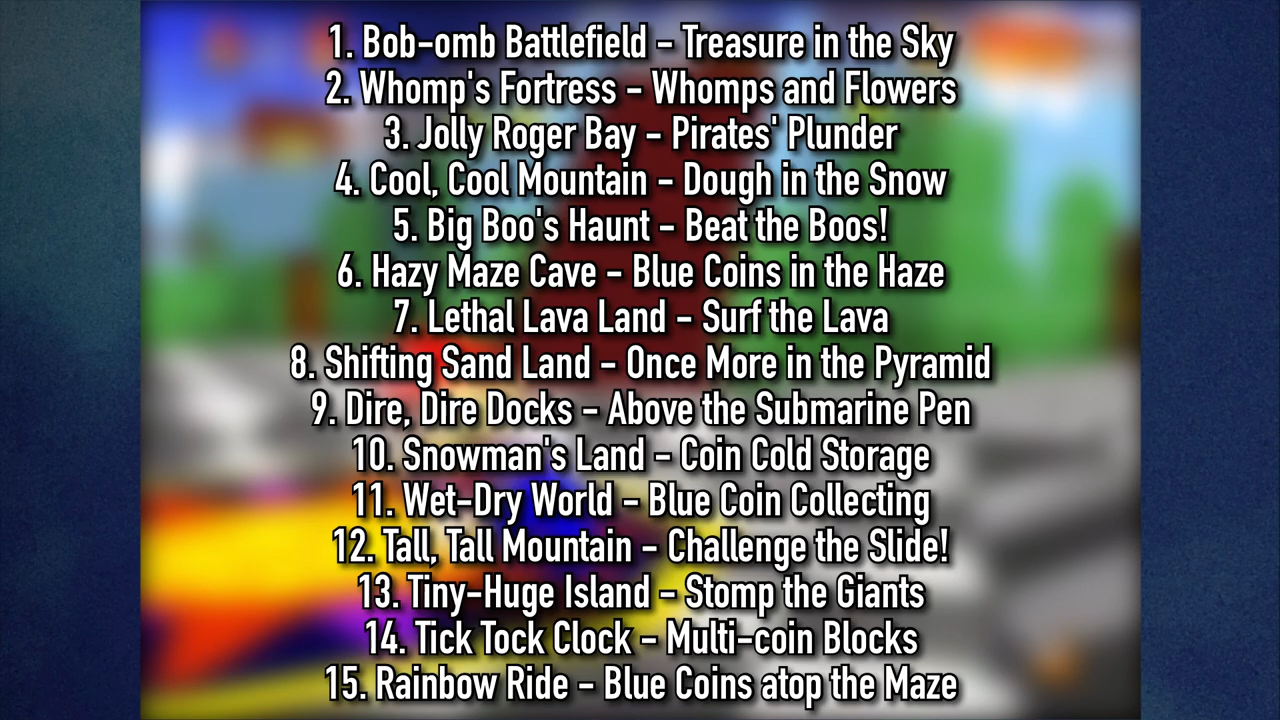 1. Bob-omb Battlefield - Treasure in the Sky
2. Whomp's Fortress - Whomps and Flowers
3. Jolly Roger Bay - Pirates' Plunder
4. Cool, Cool Mountain - Dough in the Snow
5. Big Boo's Haunt - Beat the Boos!
6. Hazy Maze Cave - Blue Coins in the Haze
7. Lethal Lava Land - Surf the Lava
8. Shifting Sand Land - Once More in the Pyramid
9. Dire, Dire Docks - Above the Submarine Pen
10. Snowman's Land - Coin Cold Storage
11. Wet-Dry World - Blue Coin Collecting
12. Tall, Tall Mountain - Challenge the Slide!
13. Tiny-Huge Island - Stomp the Giants
14. Tick Tock Clock - Multi-coin Blocks
15. Rainbow Ride - Blue Coins atop the Maze